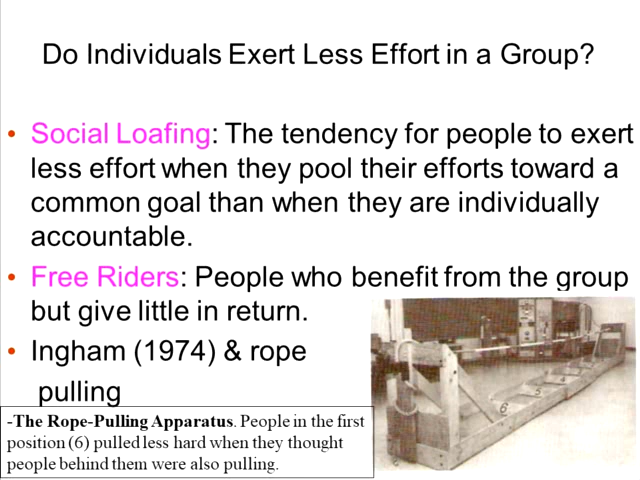 Do Individuals Exert Less Effort in a Group?
• Social Loafing: The tendency for people to exert
less effort when they pool their efforts toward a
common goal than when they are individually
accountable.
• Free Riders: People who benefit from the group
but give little in return.
• Ingham (1974) & rope
pulling
-The Rope-Pulling Apparatus. People in the first
position (6) pulled less hard when they thought
people behind them were also pulling.
6
5